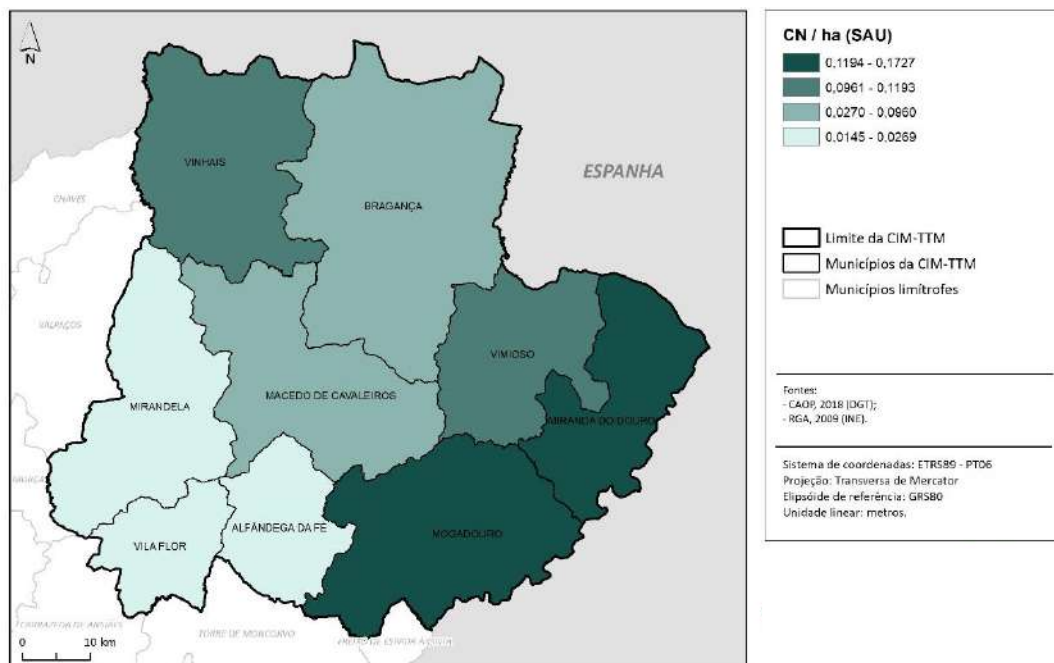 N
VINHAIS
ESPANHA
BRAGANÇA
CHAVES
VALPAÇOS
VIMIOSO
MACEDO DE CAVALEIROS
MIRANDELA
MIRANDA DO DOURO
ALFÂNDEGA DA FÉ
MOGADOURO
VILA FLOR
TORRE DE MONCORVO
0 10 km
CN / ha (SAU)
0,1194 - 0,1727
0,0961 - 0,1193
0,0270 - 0,0960
0,0145 - 0,0269
Limite da CIM-TTM
Municípios da CIM-TTM
Municípios limítrofes
Fontes:
- CAOP, 2018 (DGT);
- RGA, 2009 (INE).
Sistema de coordenadas: ETRS89 - PT06
Projeção: Transversa de Mercator
Elipsóide de referência: GRS80
Unidade linear: metros.